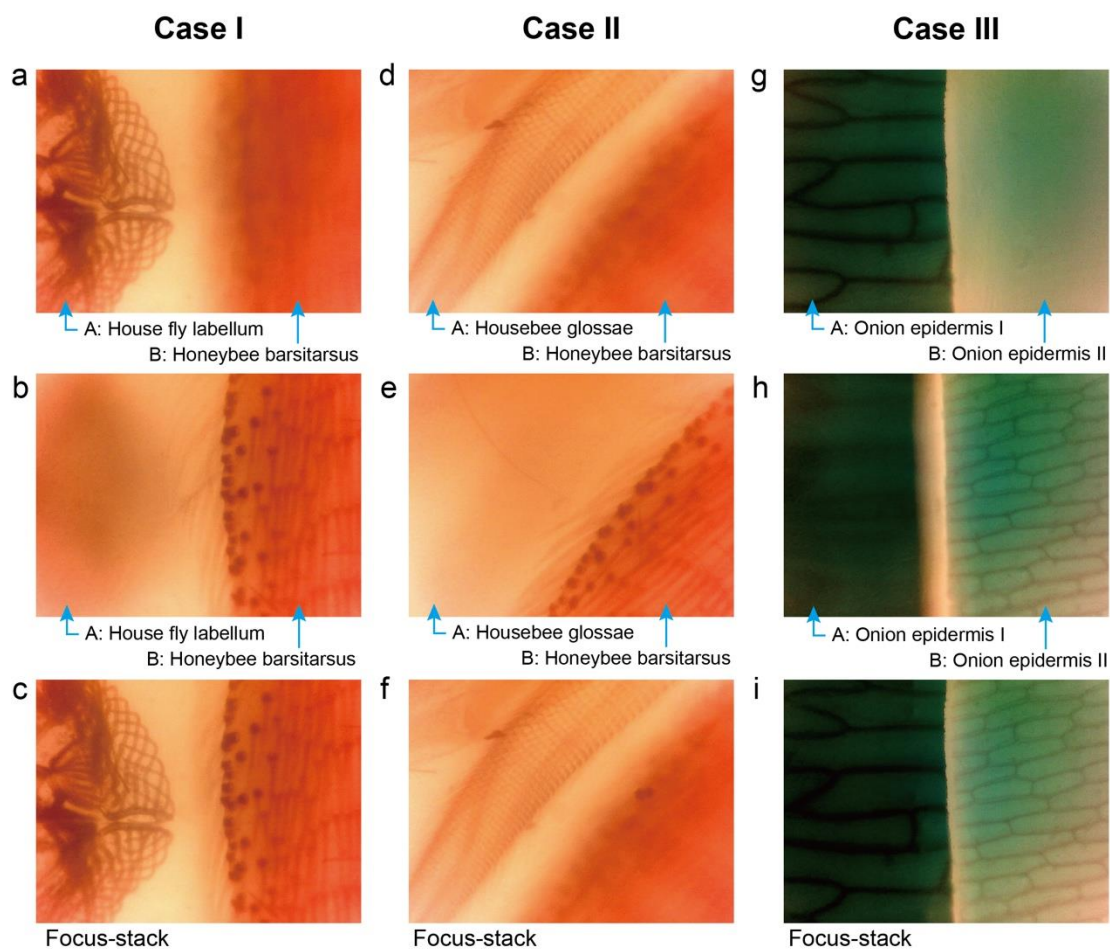 Case I
Case II
Case III
a
d
g
A: House fly labellum
B: Honeybee barsitarsus
A: Housebee glossae
B: Honeybee barsitarsus
A: Onion epidermis I
B: Onion epidermis II
b
e
h
A: House fly labellum
B: Honeybee barsitarsus
A: Housebee glossae
B: Honeybee barsitarsus
A: Onion epidermis I
B: Onion epidermis II
c
f
i
Focus-stack
Focus-stack
Focus-stack